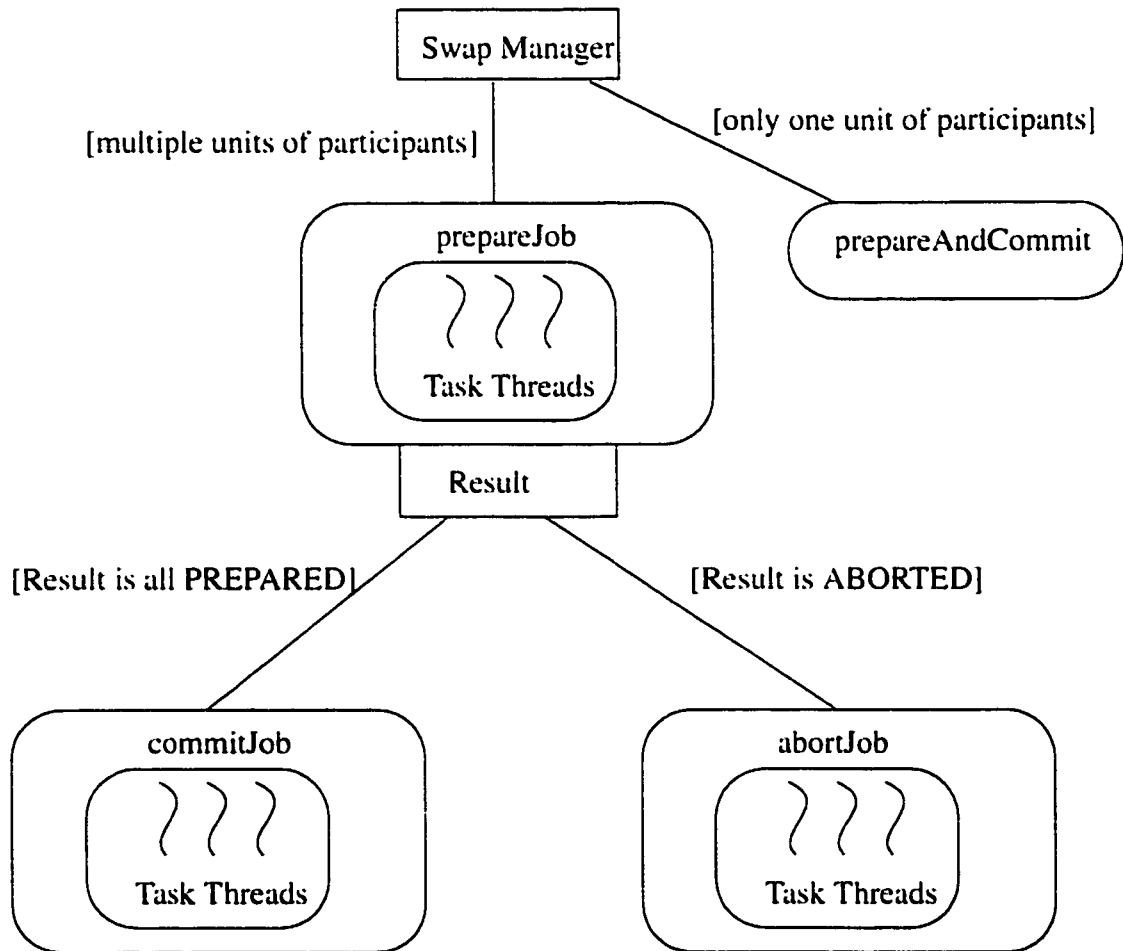 Swap Manager
[only one unit of participants]
[multiple units of participants]
prepareJob
prepareAndCommit
Task Threads
Result
[Result is all PREPARED]
[Result is ABORTED]
commitJob
abortJob
Task Threads
Task Threads